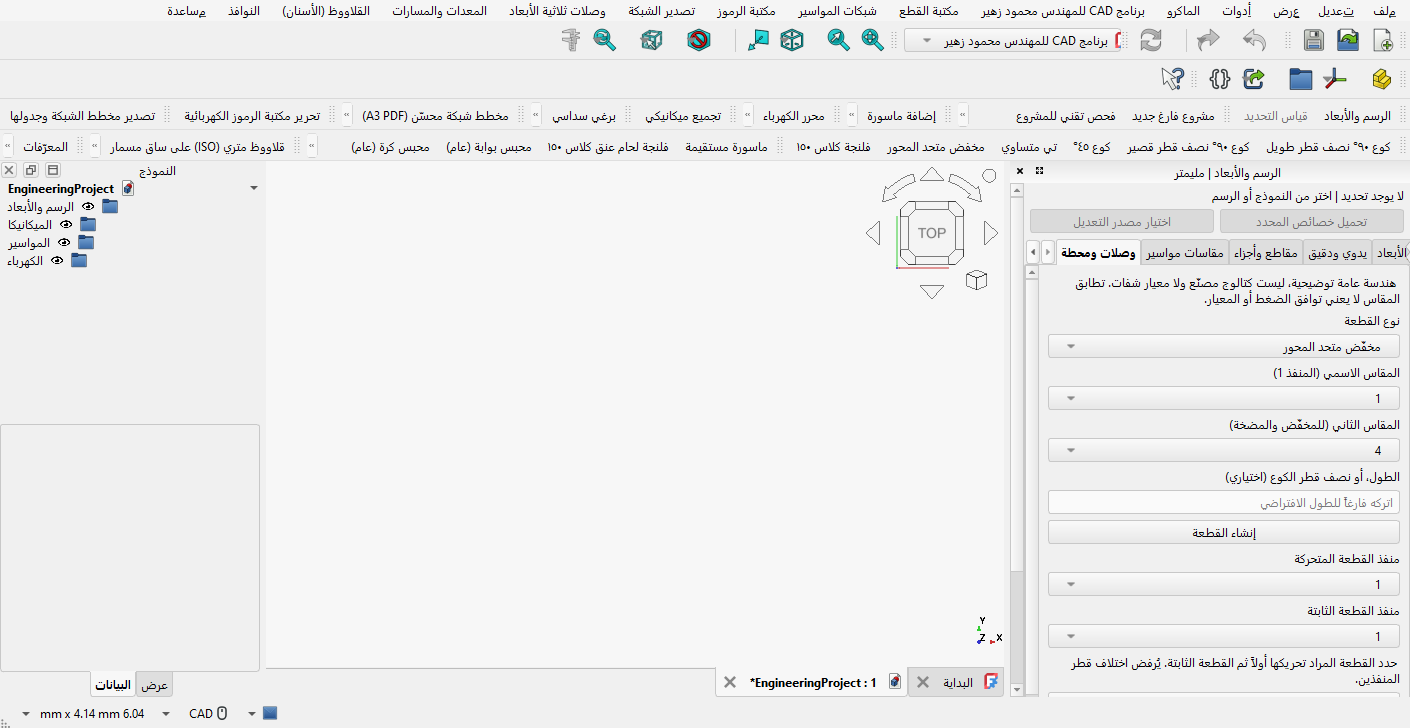 ملف تعديل عرض أدوات الماكرو برنامج CAD للمهندس محمود زهير مكتبة القطع شبكات المواسير مكتبة الرموز تصدير الشبكة وصلات ثلاثية الأبعاد المعدات والمسارات القلاووظ (الأسنان) النوافذ مساعدة
برنامج CAD للمهندس محمود زهير
الرسم والأبعاد قياس التحديد مشروع فارغ جديد فحص تقني للمشروع » إضافة ماسورة » محرر الكهرباء » تجميع ميكانيكي برغي سداسي » مخطط شبكة محسّن (A3 PDF) » تحرير مكتبة الرموز الكهربائية تصدير مخطط الشبكة وجدولها
كوع ٩٠° نصف قطر طويل كوع ٩٠° نصف قطر قصير كوع ٤٥° تي متساوي مخفض متحد المحور فلنجة كلاس ١٥٠ ماسورة مستقيمة فلنجة لحام عنق كلاس ١٥٠ محبس بوابة (عام) محبس كرة (عام) » قلاووظ متري (ISO) على ساق مسمار » المعرّفات »
النموذج
EngineeringProject
الرسم والأبعاد
الميكانيكا
المواسير
الكهرباء
TOP
Y
Z X
الرسم والأبعاد | مليمتر
لا يوجد تحديد | اختر من النموذج أو الرسم
تحميل خصائص المحدد اختيار مصدر التعديل
الأبعاد يدوي ودقيق مقاطع وأجزاء مقاسات مواسير وصلات ومحطة
هندسة عامة توضيحية، ليست كتالوج مصنّع ولا معيار شفات. تطابق
المقاس لا يعني توافق الضغط أو المعيار.
نوع القطعة
مخفّض متحد المحور
المقاس الاسمي (المنفذ 1)
1
المقاس الثاني (للمخفّض والمضخة)
4
الطول، أو نصف قطر الكوع (اختياري)
اتركه فارغاً للطول الافتراضي
إنشاء القطعة
منفذ القطعة المتحركة
1
منفذ القطعة الثابتة
1
حدد القطعة المراد تحريكها أولاً ثم القطعة الثابتة. يُرفض اختلاف قطر
المنفذين.
البداية
EngineeringProject : 1*
عرض البيانات
CAD
mm x 4.14 mm 6.04